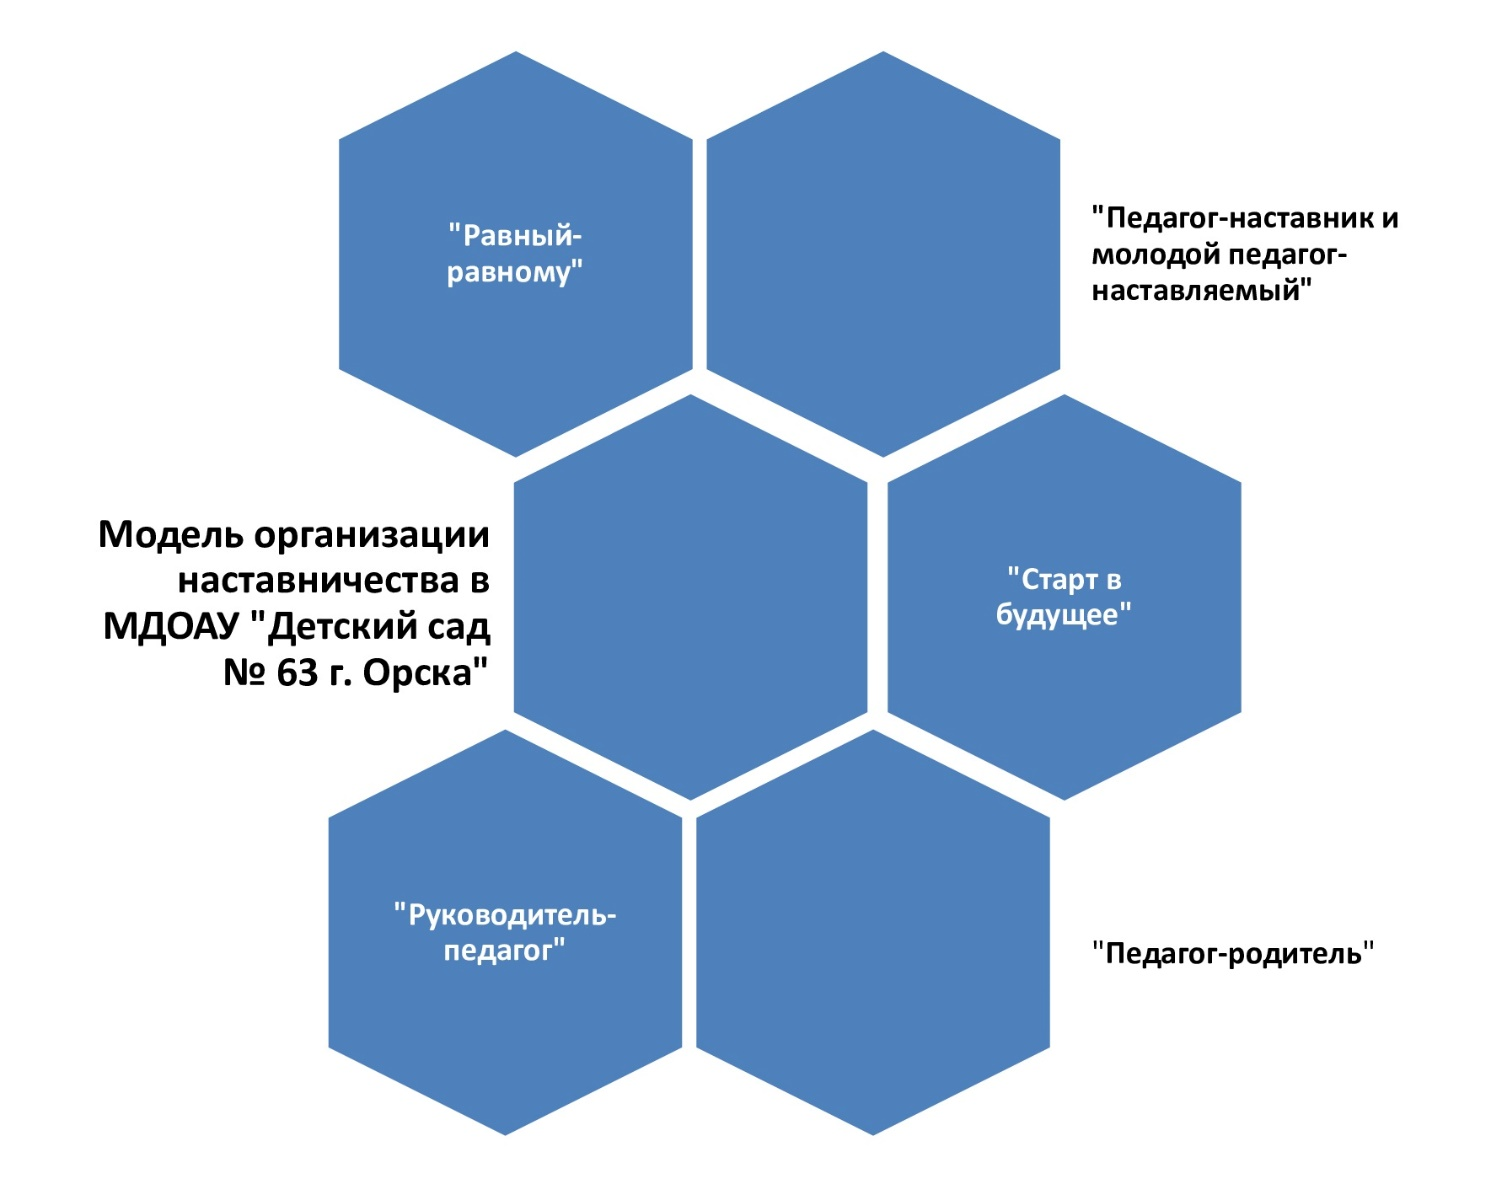 "Равный-
равному"
"Педагог-наставник и
молодой педагог-
наставляемый"
Модель организации
наставничества в
МДОАУ "Детский сад
№ 63 г. Орска"
"Старт в
будущее"
"Руководитель-
педагог"
"Педагог-родитель"